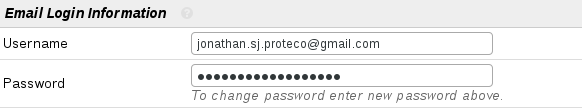 Email Login Information
Username jonathan.sj.proteco@gmail.com
Password ●●●●●●●●●●●●●●●●●●
To change password enter new password above.